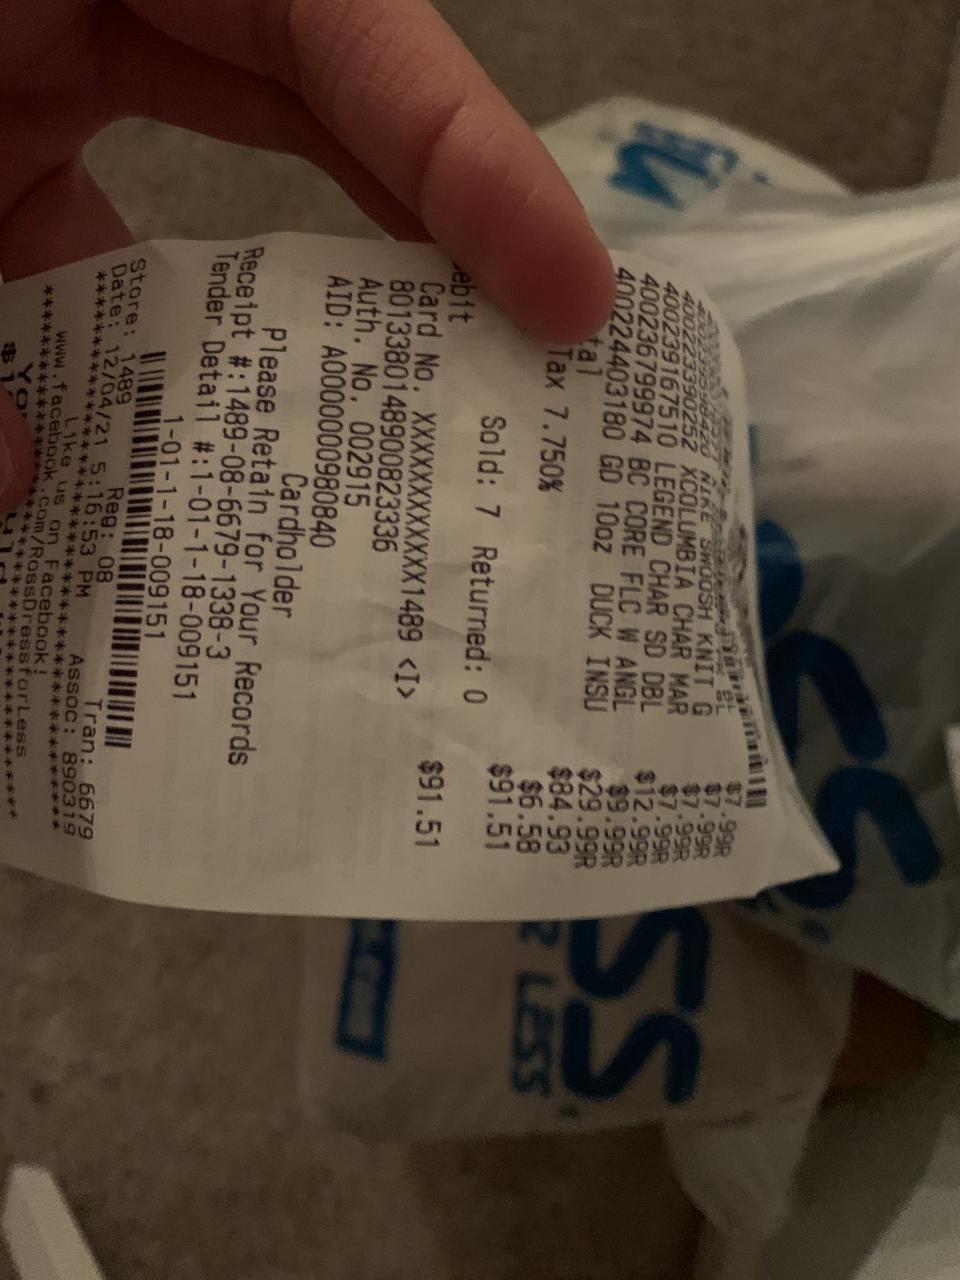 $7.99R
400239598420 NIKE SWOOSH KNIT G $7.99R
400223390252 XCOLUMBIA CHAR MAR $7.99R
400239167510 LEGEND CHAR SD DBL $12.99R
400236799974 BC CORE FLC W ANGL $9.99R
400224403180 GD 10oz DUCK INSU $29.99R
tal $84.93
Tax 7.750% $6.58
$91.51
Sold: 7 Returned: 0
ebit $91.51
Card No. XXXXXXXXXXXX1489 <I>
8013380148900823336
Auth. No. 002915
AID: A0000000980840
Cardholder
Please Retain for Your Records
Receipt #:1489-08-6679-1338-3
Tender Detail #:1-01-1-18-009151
1-01-1-18-009151
Store: 1489 Reg: 08 Tran: 6679
Date: 12/04/21 5:16:53 PM Assoc: 890319
Like us on Facebook!
www.facebook.com/RossDressforLess
SS
LESS